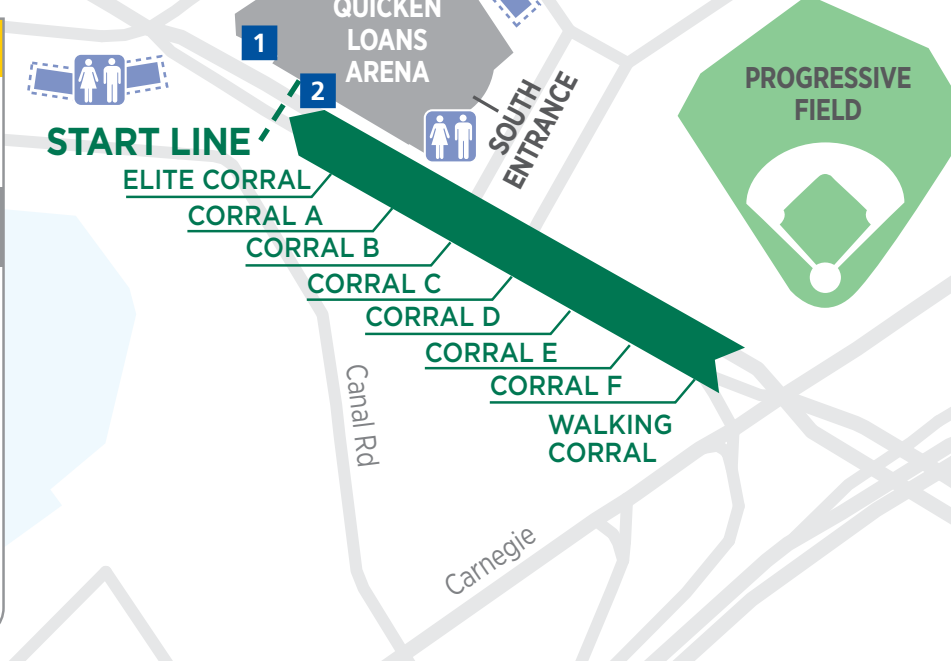 QUICKEN
LOANS
ARENA
1
2
PROGRESSIVE
FIELD
SOUTH
ENTRANCE
START LINE
ELITE CORRAL
CORRAL A
CORRAL B
CORRAL C
CORRAL D
CORRAL E
CORRAL F
WALKING
CORRAL
Canal Rd
Carnegie